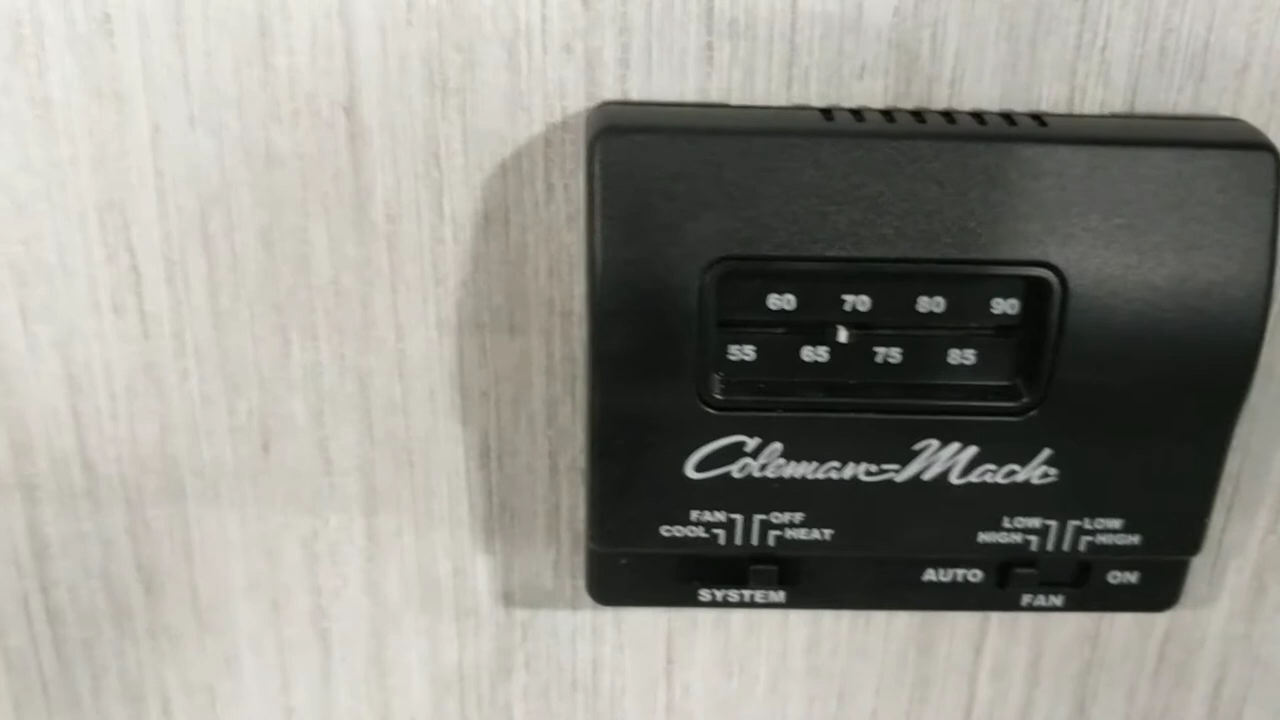 60 70 80 90
55 65 75 85
Coleman-Mach
FAN OFF LOW LOW
COOL HEAT HIGH HIGH
AUTO ON
SYSTEM FAN